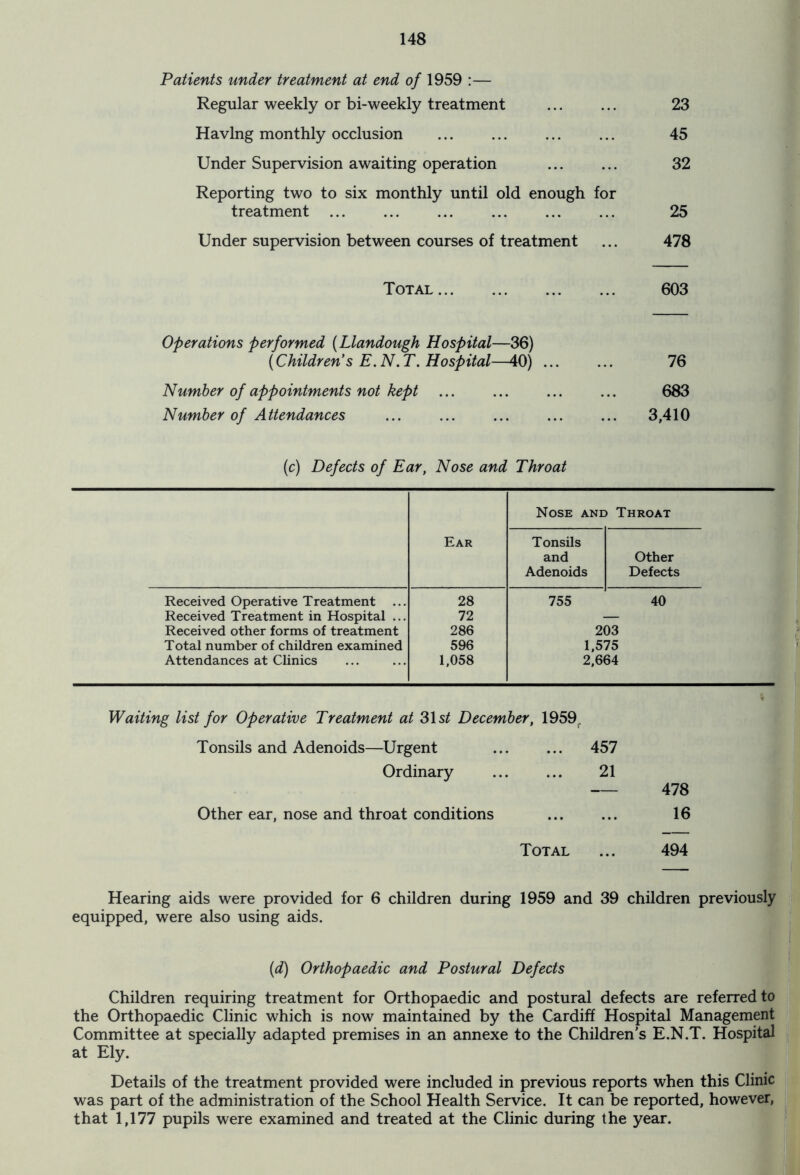 148
Patients under treatment at end of 1959 :—
Regular weekly or bi-weekly treatment ... ... 23
Having monthly occlusion ... ... ... ... 45
Under Supervision awaiting operation ... ... 32
Reporting two to six monthly until old enough for
treatment ... ... ... ... ... ... 25
Under supervision between courses of treatment ... 478
TOTAL ... ... ... ... 603
Operations performed (Llandough Hospital—36)
(Children's E.N.T. Hospital—40) ... ... 76
Number of appointments not kept ... ... ... ... 683
Number of Attendances ... ... ... ... ... 3,410
(c) Defects of Ear, Nose and Throat
NOSE AND THROAT
EAR Tonsils and Adenoids Other Defects
Received Operative Treatment ... 28 755 40
Received Treatment in Hospital ... 72 —
Received other forms of treatment 286 203
Total number of children examined 596 1,575
Attendances at Clinics ... ... 1,058 2,664
Waiting list for Operative Treatment at 31st December, 1959.
Tonsils and Adenoids—Urgent ... ... 457
Ordinary ... ... 21
— 478
Other ear, nose and throat conditions ... ... 16
TOTAL ... 494
Hearing aids were provided for 6 children during 1959 and 39 children previously
equipped, were also using aids.
(d) Orthopaedic and Postural Defects
Children requiring treatment for Orthopaedic and postural defects are referred to
the Orthopaedic Clinic which is now maintained by the Cardiff Hospital Management
Committee at specially adapted premises in an annexe to the Children's E.N.T. Hospital
at Ely.
Details of the treatment provided were included in previous reports when this Clinic
was part of the administration of the School Health Service. It can be reported, however,
that 1,177 pupils were examined and treated at the Clinic during the year.